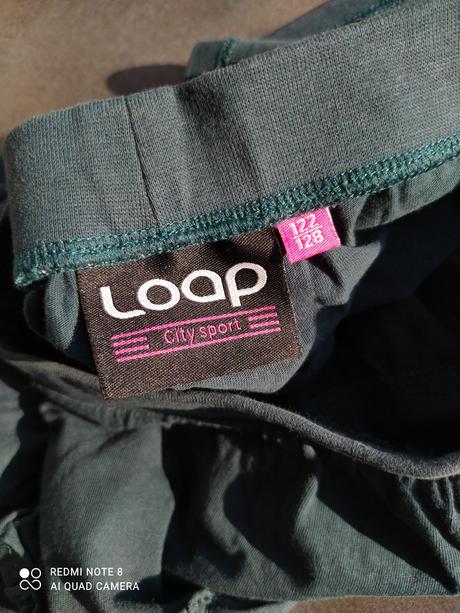 122
128
LOAP
City sport
REDMI NOTE 8
AI QUAD CAMERA